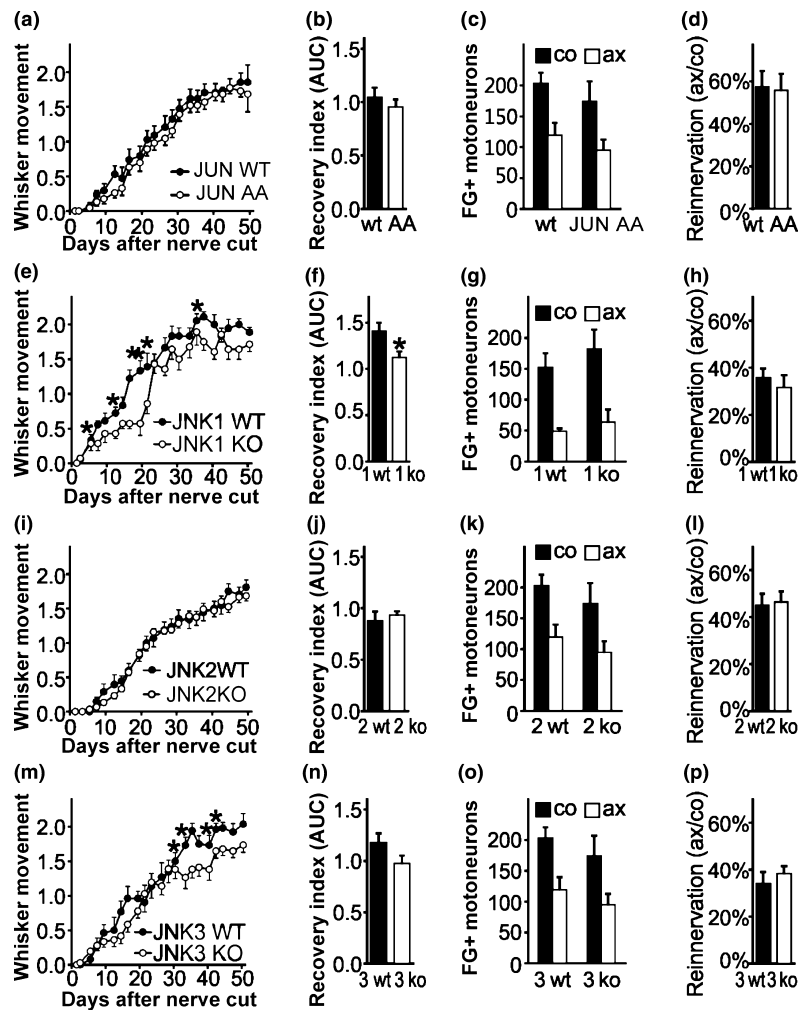 (a)
Whisker movement
2.0
1.5
1.0
0.5
0
JUN WT
JUN AA
0 10 20 30 40 50
Days after nerve cut
(b)
Recovery index (AUC)
1.5
1.0
0.5
0.0
wt AA
(c)
FG+ motoneurons
co ax
200
150
100
50
0
wt JUN AA
(d)
Reinnervation (ax/co)
60%
40%
20%
0%
wt AA
(e)
Whisker movement
2.0
1.5
1.0
0.5
0.0
* * ** * *
JNK1 WT
JNK1 KO
0 10 20 30 40 50
Days after nerve cut
(f)
Recovery index (AUC)
1.5
1.0
0.5
0.0
*
1 wt 1 ko
(g)
FG+ motoneurons
co ax
200
150
100
50
0
1 wt 1 ko
(h)
Reinnervation (ax/co)
60%
40%
20%
0%
1 wt1 ko
(i)
Whisker movement
2.0
1.5
1.0
0.5
0.0
JNK2WT
JNK2KO
0 10 20 30 40 50
Days after nerve cut
(j)
Recovery index (AUC)
1.5
1.0
0.5
0.0
2 wt 2 ko
(k)
FG+ motoneurons
co ax
200
150
100
50
0
2 wt 2 ko
(l)
Reinnervation (ax/co)
60%
40%
20%
0%
2 wt2 ko
(m)
Whisker movement
2.0
1.5
1.0
0.5
0.0
* * * *
JNK3 WT
JNK3 KO
0 10 20 30 40 50
Days after nerve cut
(n)
Recovery index (AUC)
1.5
1.0
0.5
0.0
3 wt 3 ko
(o)
FG+ motoneurons
co ax
200
150
100
50
0
3 wt 3 ko
(p)
Reinnervation (ax/co)
60%
40%
20%
0%
3 wt3 ko